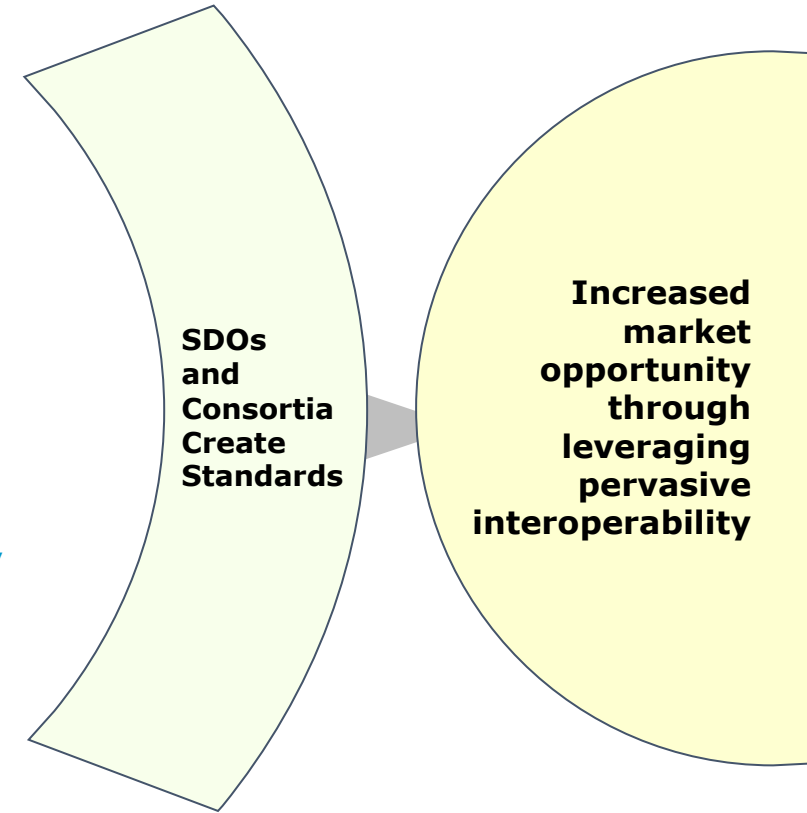 SDOs
and
Consortia
Create
Standards
Increased
market
opportunity
through
leveraging
pervasive
interoperability